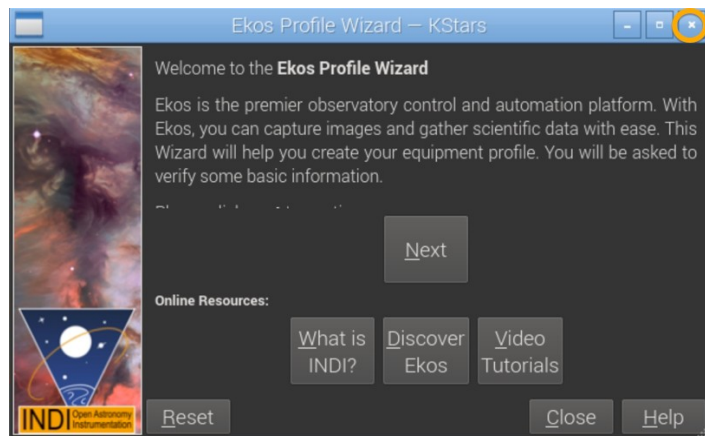 Ekos Profile Wizard — KStars
Welcome to the Ekos Profile Wizard
Ekos is the premier observatory control and automation platform. With
Ekos, you can capture images and gather scientific data with ease. This
Wizard will help you create your equipment profile. You will be asked to
verify some basic information.
Next
Online Resources:
What is
INDI?
Discover
Ekos
Video
Tutorials
INDI Open Astronomy
Instrumentation
Reset
Close
Help